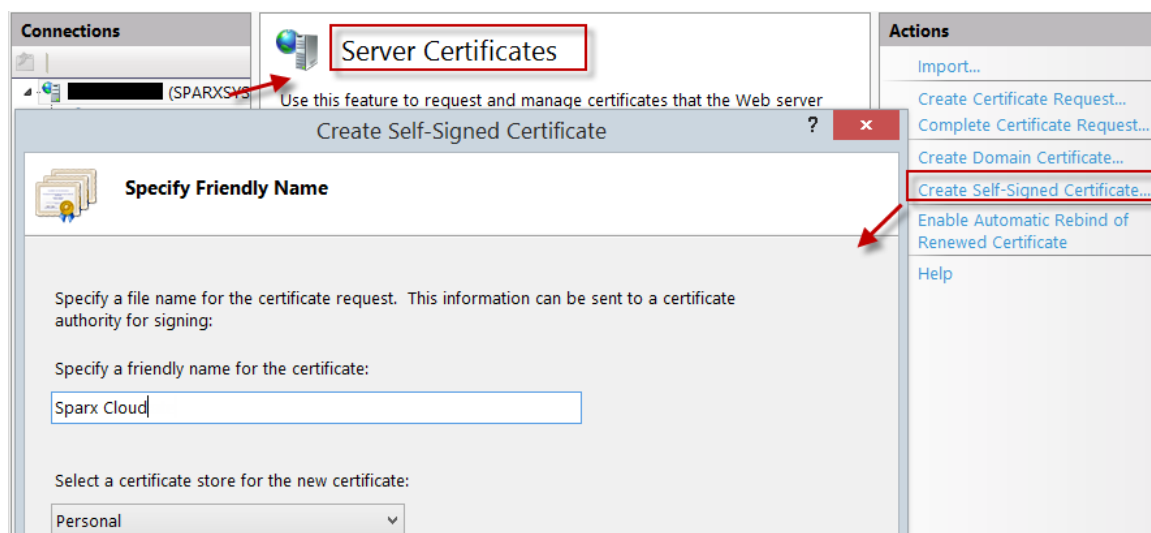 Connections
(SPARXSYS
Server Certificates
Use this feature to request and manage certificates that the Web server
Create Self-Signed Certificate
?
x
Specify Friendly Name
Specify a file name for the certificate request.  This information can be sent to a certificate
authority for signing:
Specify a friendly name for the certificate:
Sparx Cloud
Select a certificate store for the new certificate:
Personal
Actions
Import...
Create Certificate Request...
Complete Certificate Request...
Create Domain Certificate...
Create Self-Signed Certificate...
Enable Automatic Rebind of
Renewed Certificate
Help